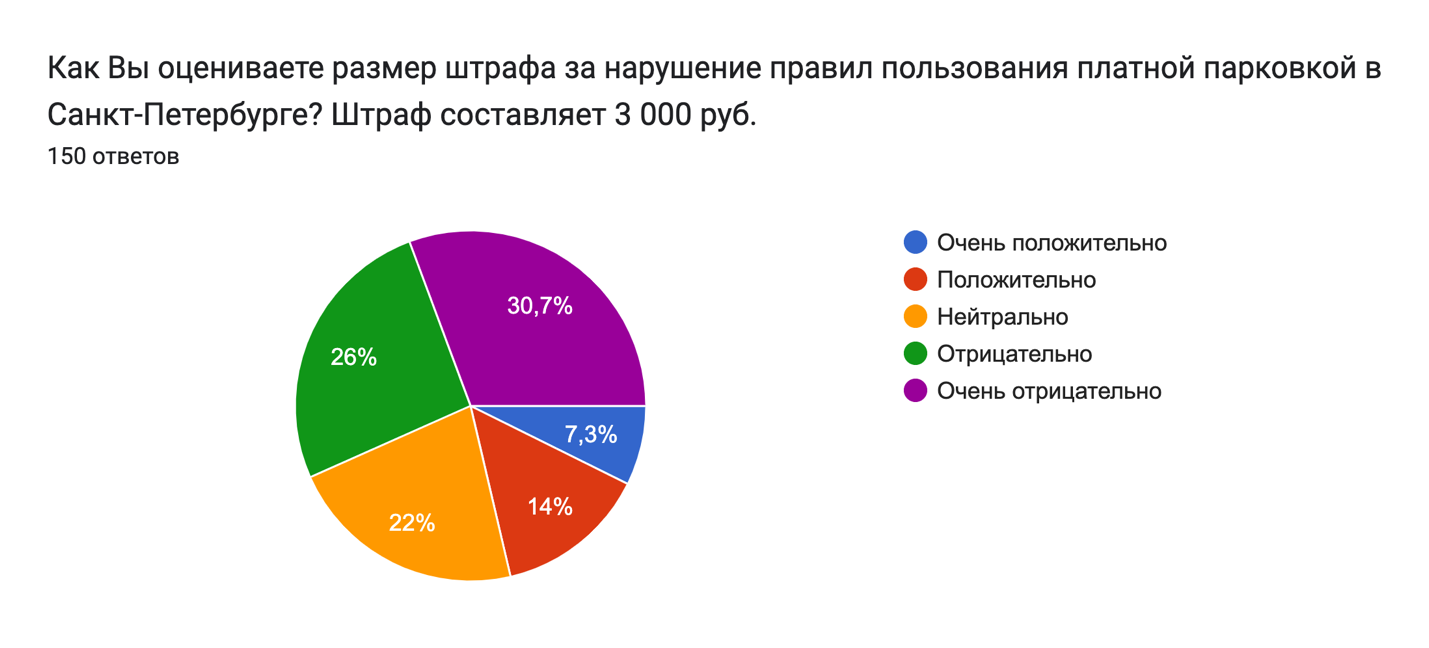 Как Вы оцениваете размер штрафа за нарушение правил пользования платной парковкой в
Санкт-Петербурге? Штраф составляет 3 000 руб.
150 ответов
30,7%
26%
7,3%
14%
22%
Очень положительно
Положительно
Нейтрально
Отрицательно
Очень отрицательно